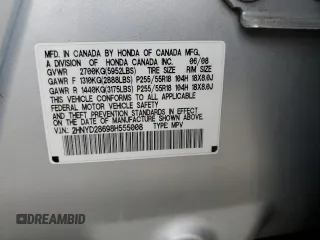 MFD. IN CANADA BY HONDA OF CANADA MFG.,
A DIVISION OF HONDA CANADA INC. 06/08
GVWR 2700KG(5952LBS) TIRE SIZE RIM SIZE
GAWR F 1310KG(2888LBS) P255/55R18 104H 18X8.0J
GAWR R 1440KG(3175LBS) P255/55R18 104H 18X8.0J
THIS VEHICLE CONFORMS TO ALL APPLICABLE
FEDERAL MOTOR VEHICLE SAFETY AND THEFT
PREVENTION STANDARDS IN EFFECT ON THE DATE
OF MANUFACTURE SHOWN ABOVE.
V.I.N: 2HNYD28698H555008 TYPE: MPV
DREAMBID